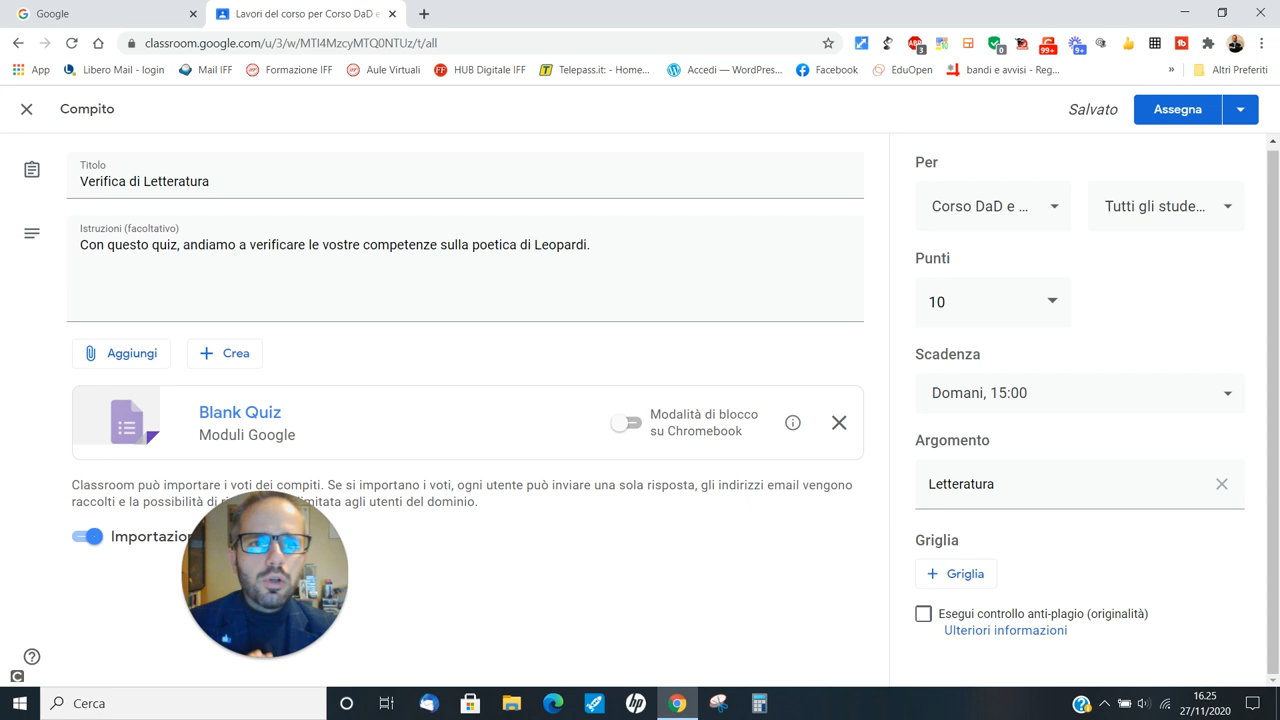 Google
Lavori del corso per Corso DaD e
classroom.google.com/u/3/w/MTI4MzcyMTQ0NTUz/t/all
App
Libero Mail - login
Mail IFF
Formazione IFF
Aule Virtuali
HUB Digitale IFF
Telepass.it: - Home...
Accedi — WordPres...
Facebook
EduOpen
bandi e avvisi - Reg...
»
Altri Preferiti
Compito
Salvato
Assegna
Titolo
Verifica di Letteratura
Istruzioni (facoltativo)
Con questo quiz, andiamo a verificare le vostre competenze sulla poetica di Leopardi.
Aggiungi
Crea
Blank Quiz
Moduli Google
Modalità di blocco
su Chromebook
Classroom può importare i voti dei compiti. Se si importano i voti, ogni utente può inviare una sola risposta, gli indirizzi email vengono
raccolti e la possibilità di agli utenti del dominio.
Per
Corso DaD e ...
Tutti gli stude...
Punti
10
Scadenza
Domani, 15:00
Argomento
Letteratura
Griglia
Griglia
Esegui controllo anti-plagio (originalità)
Ulteriori informazioni
Cerca
16.25
27/11/2020